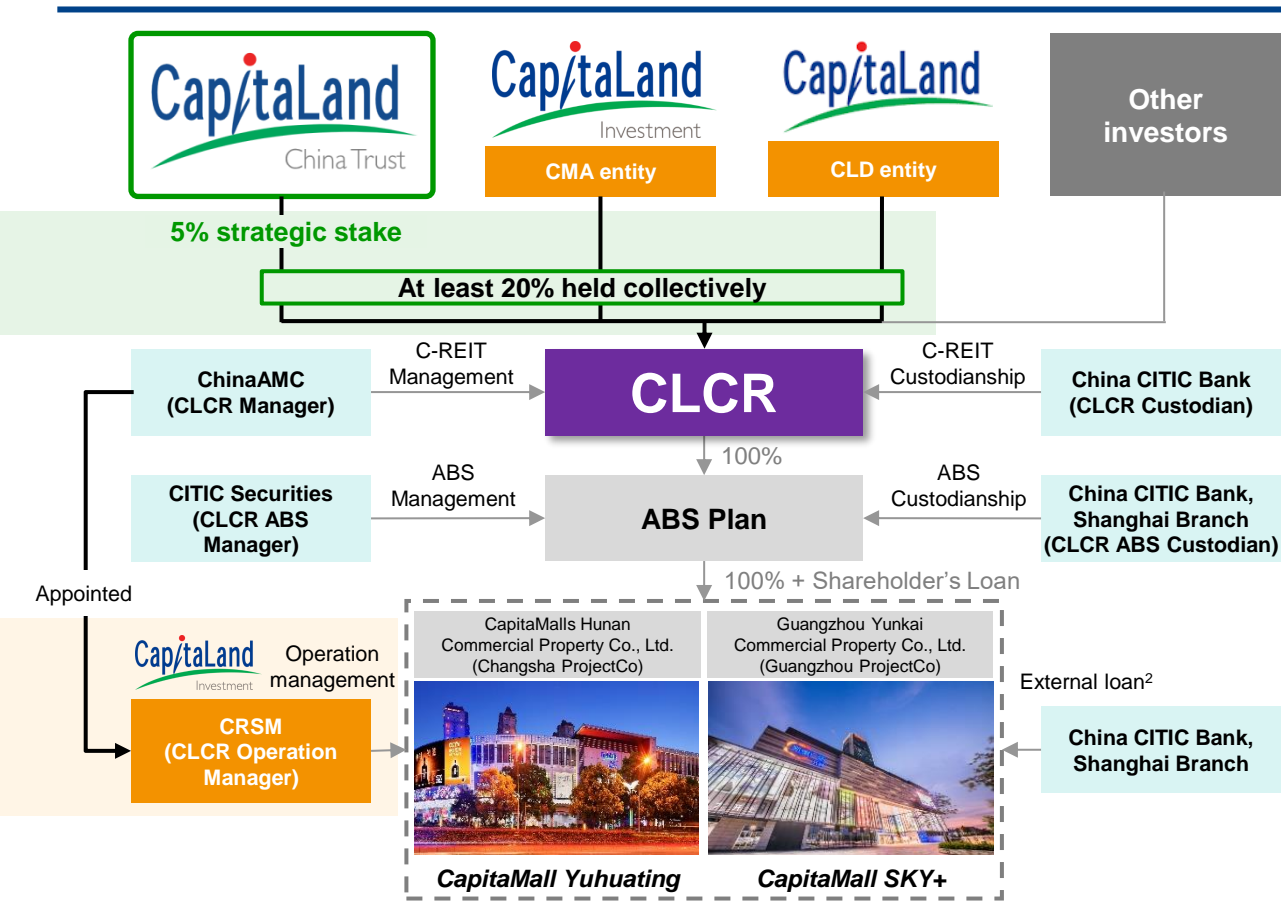 CapitaLand
China Trust
CapitaLand
Investment
CMA entity
CapitaLand
CLD entity
Other
investors
5% strategic stake
At least 20% held collectively
ChinaAMC
(CLCR Manager)
C-REIT
Management
CLCR
C-REIT
Custodianship
China CITIC Bank
(CLCR Custodian)
100%
CITIC Securities
(CLCR ABS
Manager)
ABS
Management
ABS Plan
ABS
Custodianship
China CITIC Bank,
Shanghai Branch
(CLCR ABS Custodian)
100% + Shareholder's Loan
Appointed
CapitaLand
Investment
Operation
management
CRSM
(CLCR Operation
Manager)
CapitaMalls Hunan
Commercial Property Co., Ltd.
(Changsha ProjectCo)
Guangzhou Yunkai
Commercial Property Co., Ltd.
(Guangzhou ProjectCo)
External loan²
China CITIC Bank,
Shanghai Branch
CapitaMall Yuhuating
CapitaMall SKY+